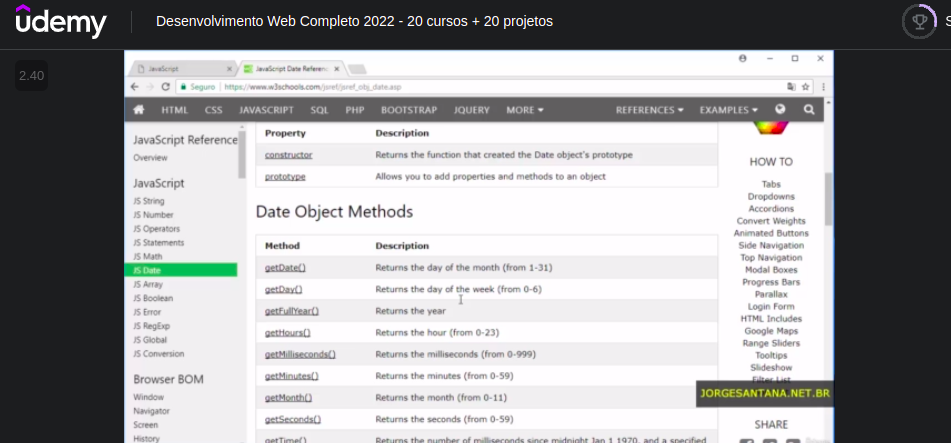 ûdemy
Desenvolvimento Web Completo 2022 - 20 cursos + 20 projetos
S
2.40
JavaScript
JavaScript Date Referenc
Seguro
https://www.w3schools.com/jsref/jsref_obj_date.asp
HTML CSS JAVASCRIPT SQL PHP BOOTSTRAP JQUERY MORE REFERENCES EXAMPLES
JavaScript Reference
Overview
JavaScript
JS String
JS Number
JS Operators
JS Statements
JS Math
JS Date
JS Array
JS Boolean
JS Error
JS RegExp
JS Global
JS Conversion
Browser BOM
Window
Navigator
Screen
History
Property Description
constructor Returns the function that created the Date object's prototype
prototype Allows you to add properties and methods to an object
Date Object Methods
Method Description
getDate() Returns the day of the month (from 1-31)
getDay() Returns the day of the week (from 0-6)
getFullYear() Returns the year
getHours() Returns the hour (from 0-23)
getMilliseconds() Returns the milliseconds (from 0-999)
getMinutes() Returns the minutes (from 0-59)
getMonth() Returns the month (from 0-11)
getSeconds() Returns the seconds (from 0-59)
getTime() Returns the number of milliseconds since midnight Jan 1 1970, and a specified
HOW TO
Tabs
Dropdowns
Accordions
Convert Weights
Animated Buttons
Side Navigation
Top Navigation
Modal Boxes
Progress Bars
Parallax
Login Form
HTML Includes
Google Maps
Range Sliders
Tooltips
Slideshow
Filter List
JORGESANTANA.NET.BR
SHARE